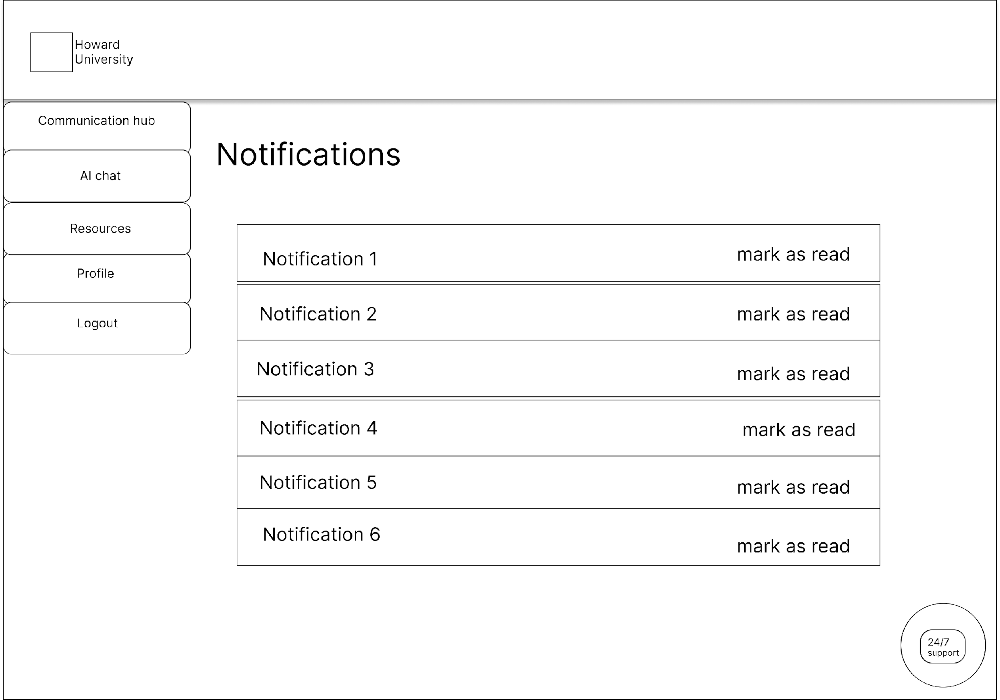 Howard
University
Communication hub
AI chat
Resources
Profile
Logout
Notifications
Notification 1 mark as read
Notification 2 mark as read
Notification 3 mark as read
Notification 4 mark as read
Notification 5 mark as read
Notification 6 mark as read
24/7
support